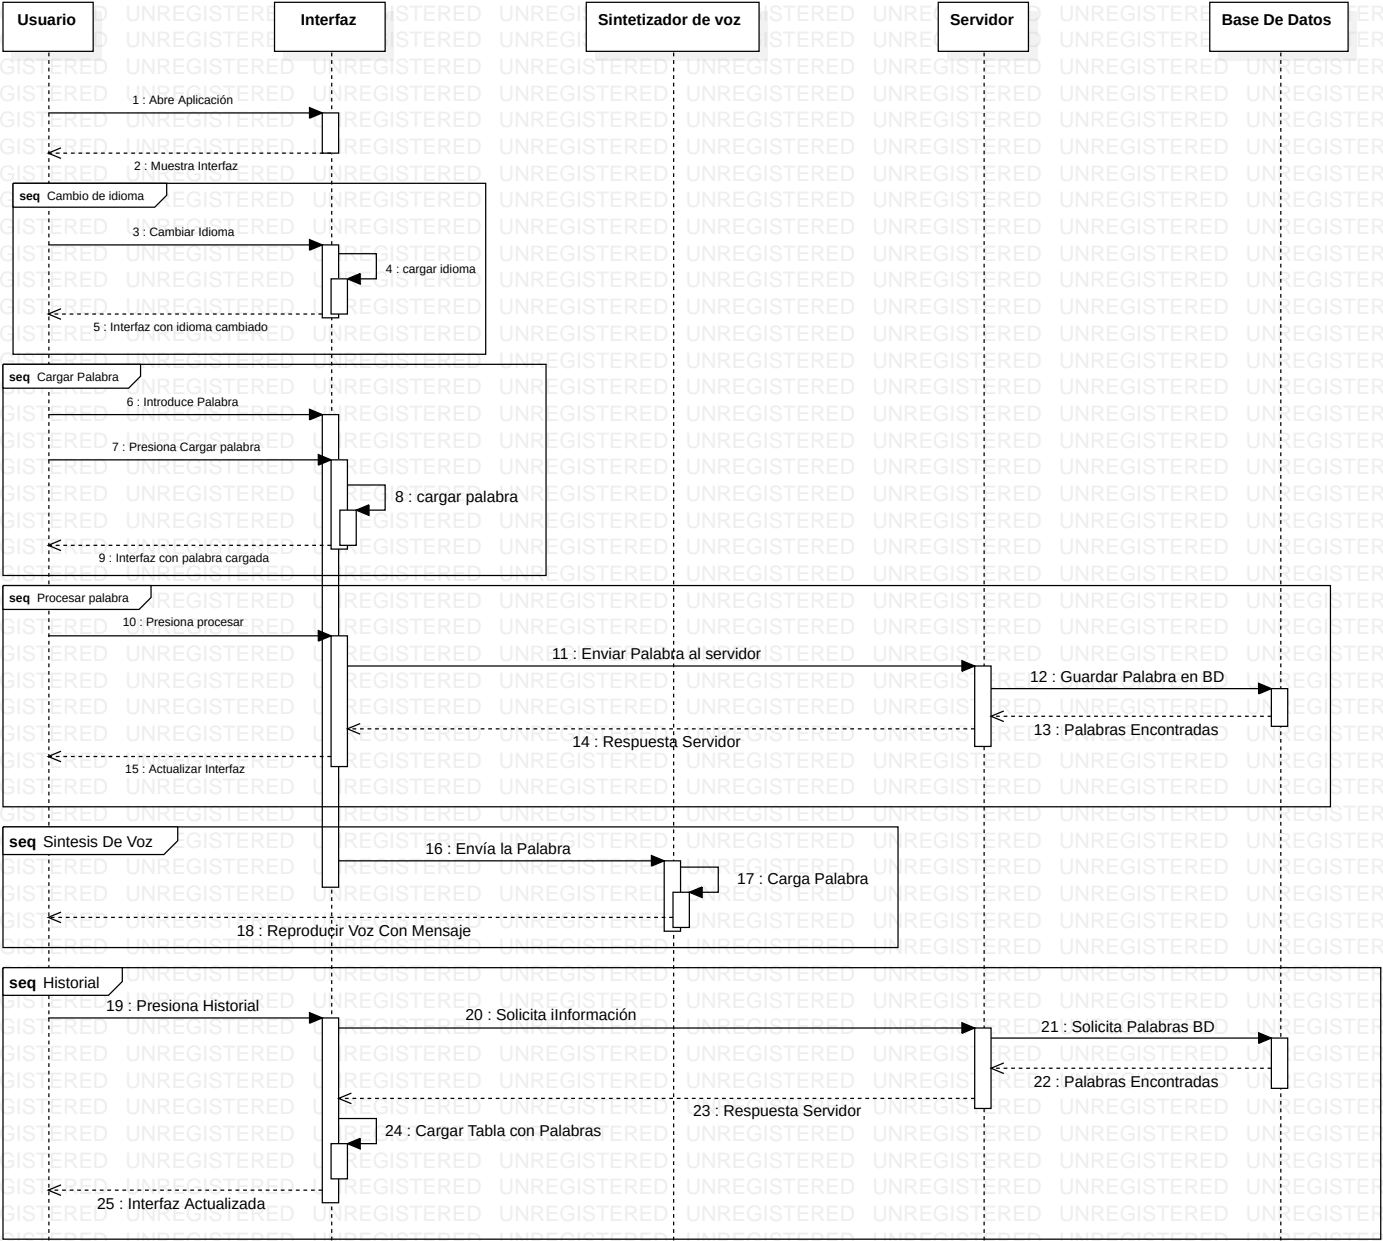 Usuario
Interfaz
Sintetizador de voz
Servidor
Base De Datos
1 : Abre Aplicación
2 : Muestra Interfaz
seq Cambio de idioma
3 : Cambiar Idioma
4 : cargar idioma
5 : Interfaz con idioma cambiado
seq Cargar Palabra
6 : Introduce Palabra
7 : Presiona Cargar palabra
8 : cargar palabra
9 : Interfaz con palabra cargada
seq Procesar palabra
10 : Presiona procesar
11 : Enviar Palabra al servidor
12 : Guardar Palabra en BD
13 : Palabras Encontradas
14 : Respuesta Servidor
15 : Actualizar Interfaz
seq Sintesis De Voz
16 : Envía la Palabra
17 : Carga Palabra
18 : Reproducir Voz Con Mensaje
seq Historial
19 : Presiona Historial
20 : Solicita iInformación
21 : Solicita Palabras BD
22 : Palabras Encontradas
23 : Respuesta Servidor
24 : Cargar Tabla con Palabras
25 : Interfaz Actualizada
UNREGISTERED